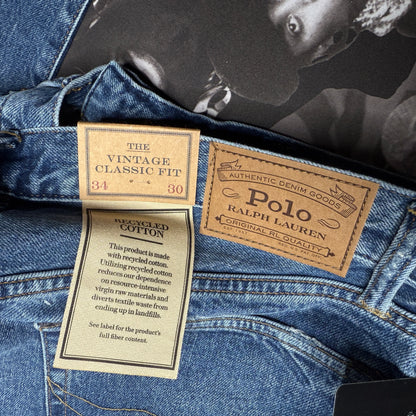 THE
VINTAGE
CLASSIC FIT
34 30
RECYCLED
COTTON
This product is made
with recycled cotton.
Utilizing recycled cotton
reduces our dependence
on resource-intensive
virgin raw materials and
diverts textile waste from
ending up in landfills.
See label for the product's
full fiber content.
AUTHENTIC DENIM GOODS
Polo
RALPH LAUREN
ORIGINAL RL QUALITY